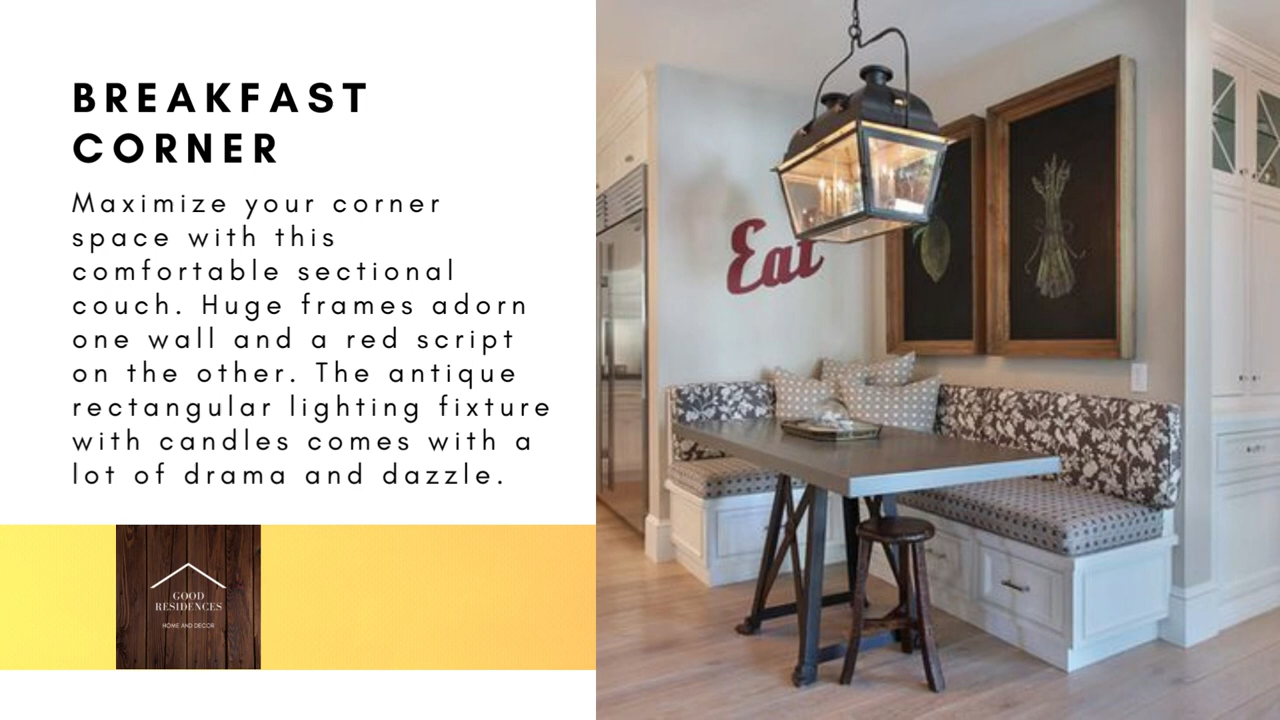 BREAKFAST
CORNER
Maximize your corner
space with this
comfortable sectional
couch. Huge frames adorn
one wall and a red script
on the other. The antique
rectangular lighting fixture
with candles comes with a
lot of drama and dazzle.
GOOD
RESIDENCES
HOME AND DECOR
Eat